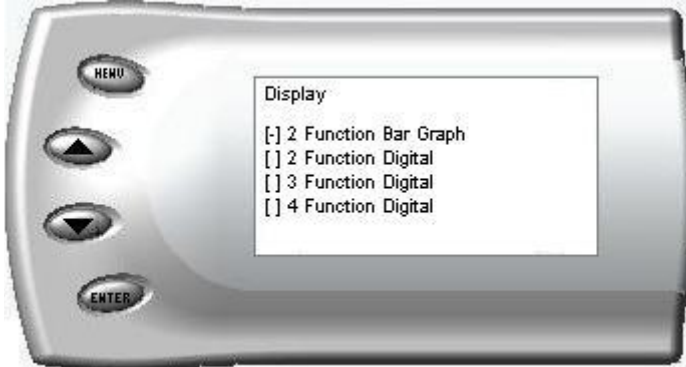 MENU
Display
[-] 2 Function Bar Graph
[ ] 2 Function Digital
[ ] 3 Function Digital
[ ] 4 Function Digital
ENTER